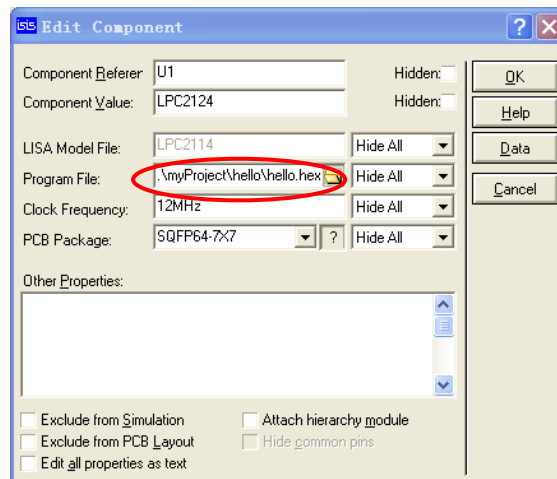 isis Edit Component
Component Referer U1 Hidden:
Component Value: LPC2124 Hidden:
OK
Help
LISA Model File: LPC2114 Hide All
Data
Program File: .\myProject\hello\hello.hex Hide All
Cancel
Clock Frequency: 12MHz Hide All
PCB Package: SQFP64-7X7 ? Hide All
Other Properties:
Exclude from Simulation Attach hierarchy module
Exclude from PCB Layout Hide common pins
Edit all properties as text